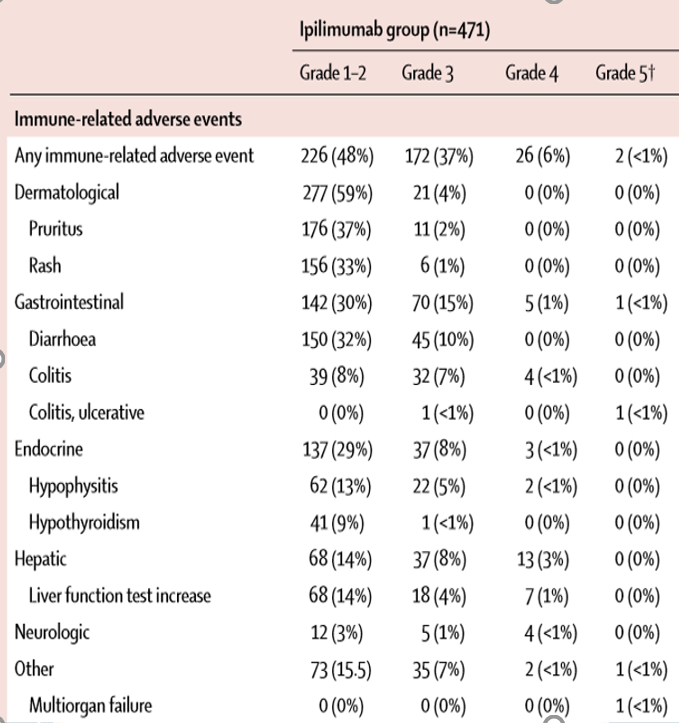 Ipilimumab group (n=471)
Grade 1–2 Grade 3 Grade 4 Grade 5†
Immune-related adverse events
Any immune-related adverse event 226 (48%) 172 (37%) 26 (6%) 2 (<1%)
Dermatological 277 (59%) 21 (4%) 0 (0%) 0 (0%)
Pruritus 176 (37%) 11 (2%) 0 (0%) 0 (0%)
Rash 156 (33%) 6 (1%) 0 (0%) 0 (0%)
Gastrointestinal 142 (30%) 70 (15%) 5 (1%) 1 (<1%)
Diarrhoea 150 (32%) 45 (10%) 0 (0%) 0 (0%)
Colitis 39 (8%) 32 (7%) 4 (<1%) 0 (0%)
Colitis, ulcerative 0 (0%) 1 (<1%) 0 (0%) 1 (<1%)
Endocrine 137 (29%) 37 (8%) 3 (<1%) 0 (0%)
Hypophysitis 62 (13%) 22 (5%) 2 (<1%) 0 (0%)
Hypothyroidism 41 (9%) 1 (<1%) 0 (0%) 0 (0%)
Hepatic 68 (14%) 37 (8%) 13 (3%) 0 (0%)
Liver function test increase 68 (14%) 18 (4%) 7 (1%) 0 (0%)
Neurologic 12 (3%) 5 (1%) 4 (<1%) 0 (0%)
Other 73 (15.5) 35 (7%) 2 (<1%) 1 (<1%)
Multiorgan failure 0 (0%) 0 (0%) 0 (0%) 1 (<1%)